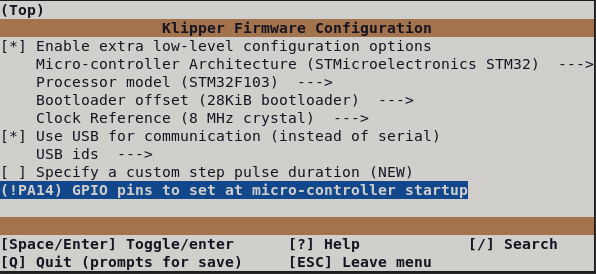 (Top)
Klipper Firmware Configuration
[*] Enable extra low-level configuration options
Micro-controller Architecture (STMicroelectronics STM32)  --->
Processor model (STM32F103)  --->
Bootloader offset (28KiB bootloader)  --->
Clock Reference (8 MHz crystal)  --->
[*] Use USB for communication (instead of serial)
USB ids  --->
[ ] Specify a custom step pulse duration (NEW)
(!PA14) GPIO pins to set at micro-controller startup
[Space/Enter] Toggle/enter      [?] Help            [/] Search
[Q] Quit (prompts for save)     [ESC] Leave menu